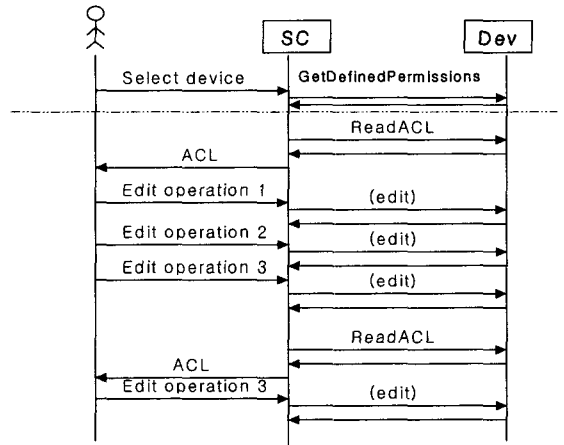 SC
Dev
Select device
GetDefinedPermissions
ReadACL
ACL
Edit operation 1
(edit)
Edit operation 2
(edit)
Edit operation 3
(edit)
ReadACL
ACL
Edit operation 3
(edit)